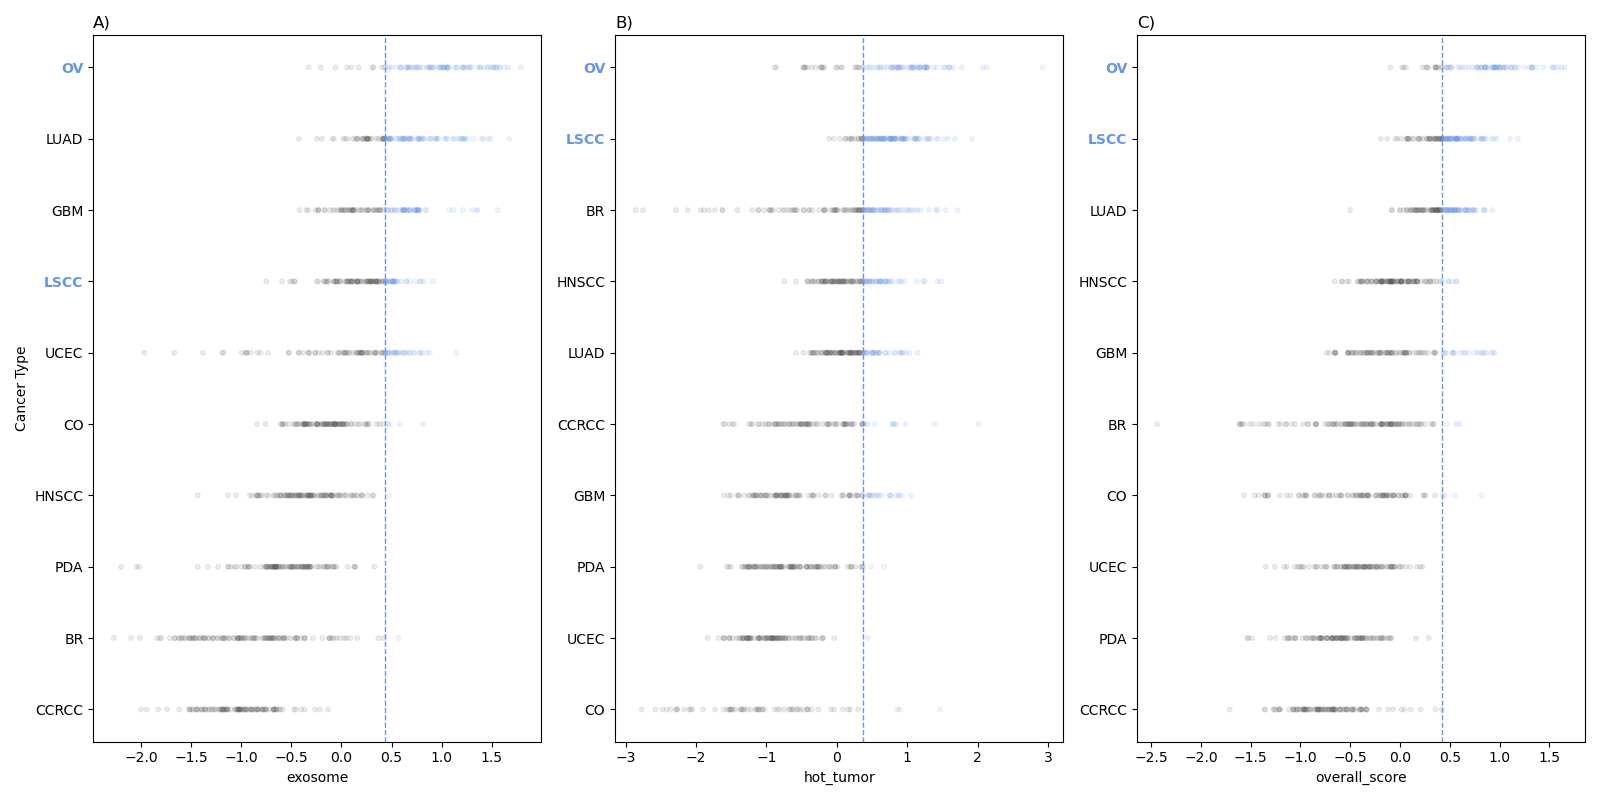 A)
Cancer Type
OV
LUAD
GBM
LSCC
UCEC
CO
HNSCC
PDA
BR
CCRCC
−2.0 −1.5 −1.0 −0.5 0.0 0.5 1.0 1.5
exosome
B)
OV
LSCC
BR
HNSCC
LUAD
CCRCC
GBM
PDA
UCEC
CO
−3 −2 −1 0 1 2 3
hot_tumor
C)
OV
LSCC
LUAD
HNSCC
GBM
BR
CO
UCEC
PDA
CCRCC
−2.5 −2.0 −1.5 −1.0 −0.5 0.0 0.5 1.0 1.5
overall_score